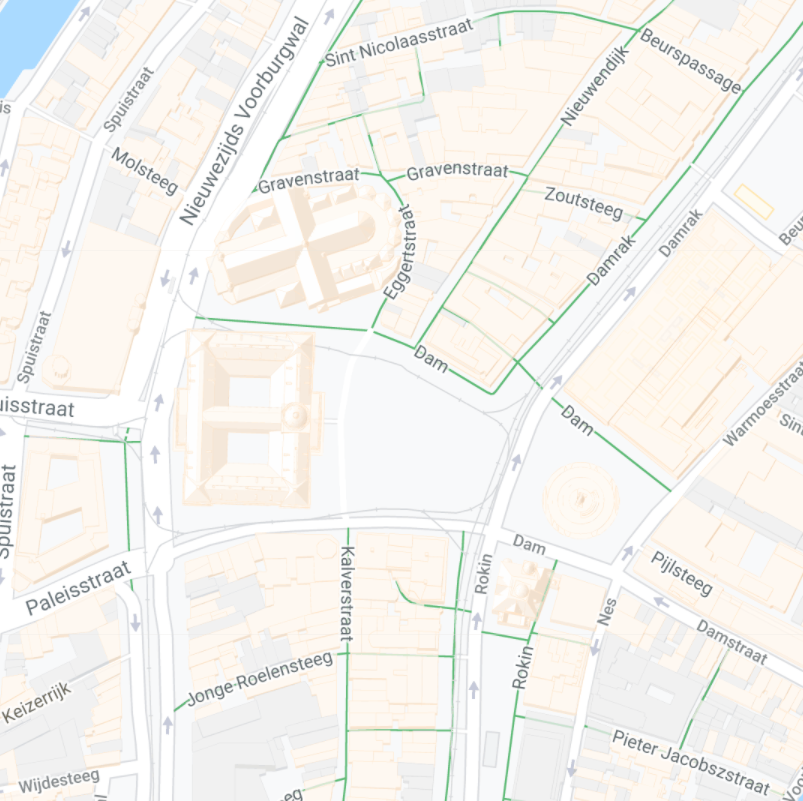 Sint Nicolaasstraat
Beurspassage
Nieuwezijds Voorburgwal
Spuistraat
Nieuwendijk
Molsteeg
Gravenstraat
Gravenstraat
Zoutsteeg
Damrak
Eggertstraat
Damrak
Spuistraat
Dam
uisstraat
Dam
Warmoesstraat
Spuistraat
Dam
Paleisstraat
Kalverstraat
Rokin
Pijlsteeg
Nes
Damstraat
Jonge Roelensteeg
Rokin
Keizerrijk
Pieter Jacobszstraat
Wijdesteeg